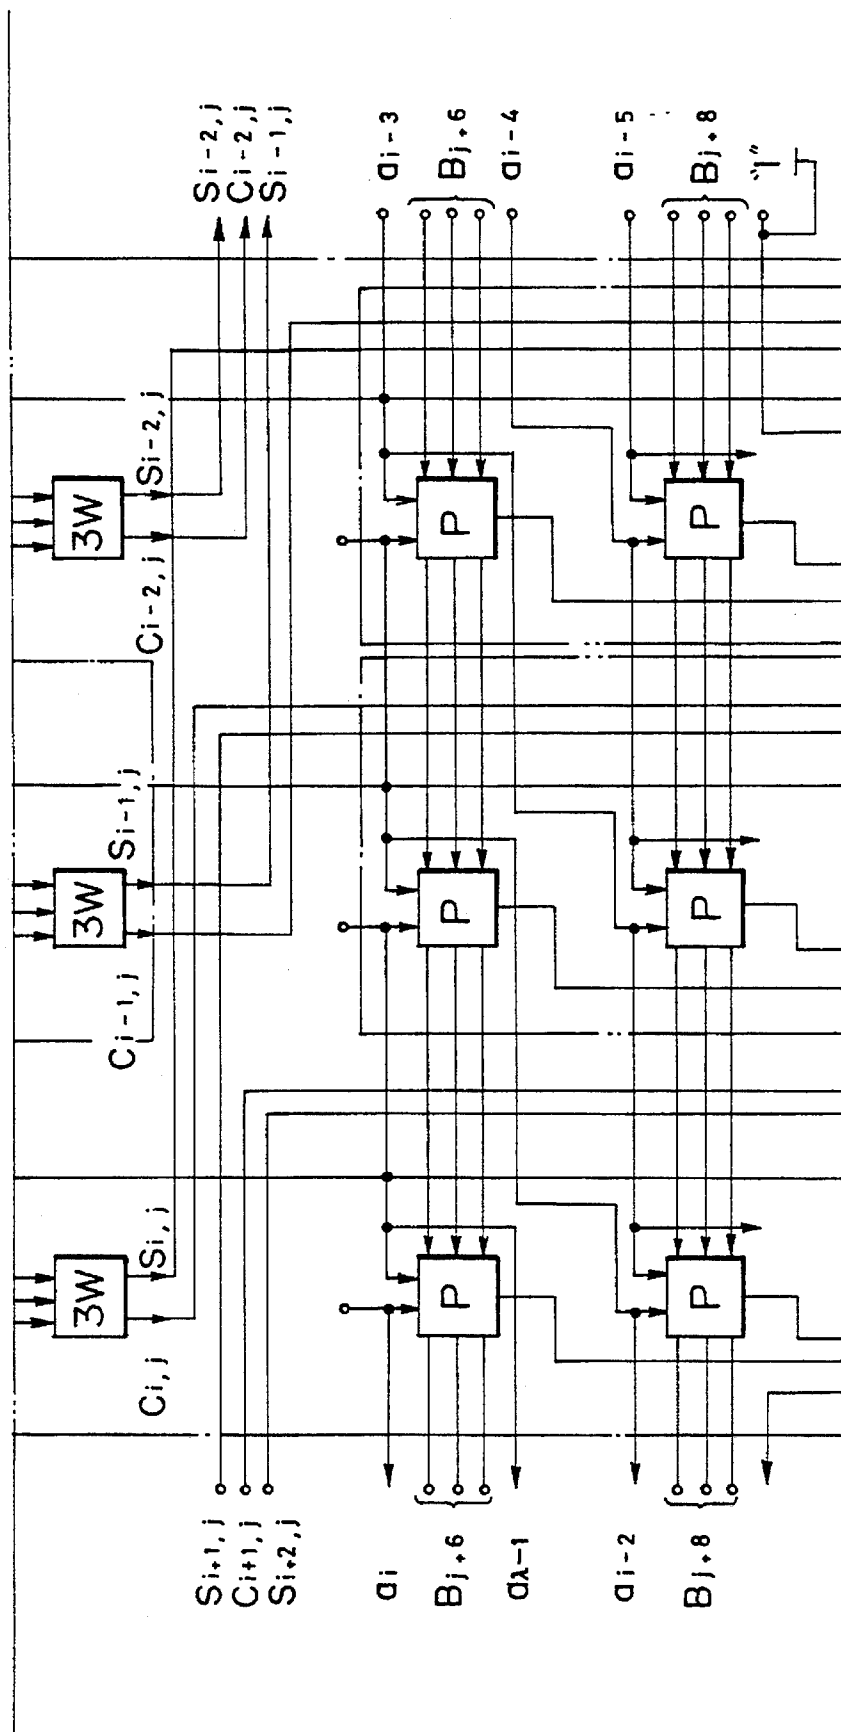 Si-2,j
Ci-2,j
Si-1,j
ai-3
Bj+6
ai-4
ai-5
Bj+8
"1"
3W
Si-2,j
Ci-2,j
P
P
3W
Si-1,j
Ci-1,j
P
P
3W
Si,j
Ci,j
P
P
Si+1,j
Ci+1,j
Si+2,j
ai
Bj+6
aλ-1
ai-2
Bj+8